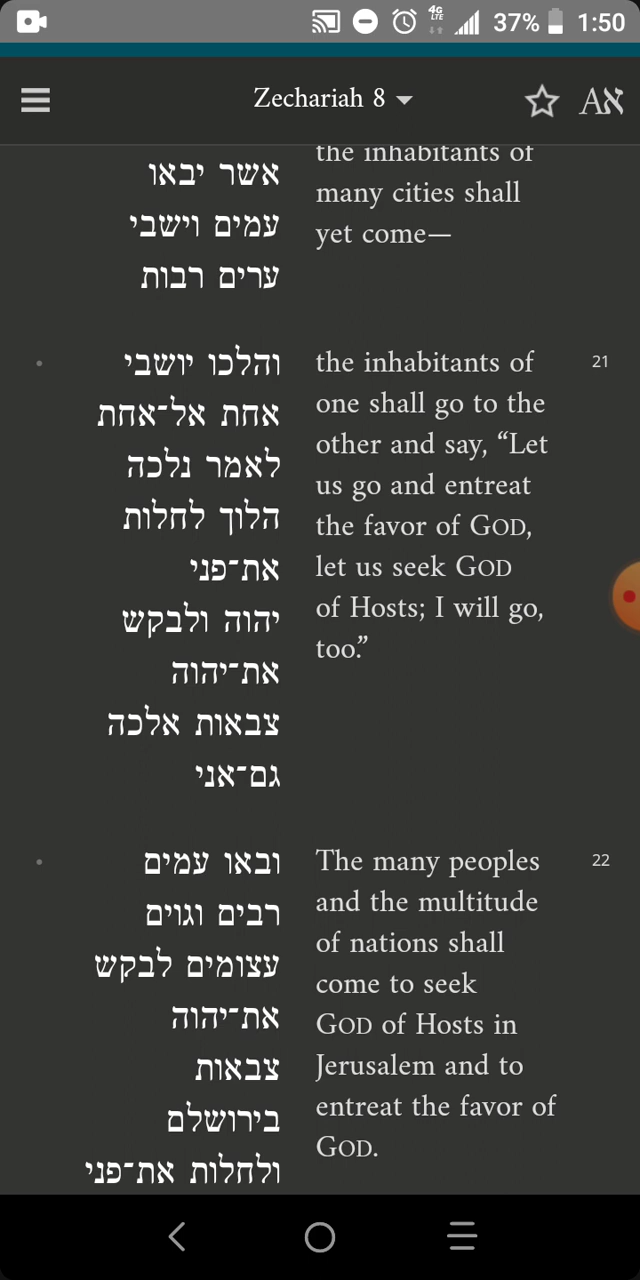 4G
LTE
37%
1:50
Zechariah 8
Aא
אשר יבאו
עמים וישבי
ערים רבות
the inhabitants of
many cities shall
yet come—
והלכו יושבי
אחת אל־אחת
לאמר נלכה
הלוך לחלות
את־פני
יהוה ולבקש
את־יהוה
צבאות אלכה
גם־אני
the inhabitants of
one shall go to the
other and say, “Let
us go and entreat
the favor of GOD,
let us seek GOD
of Hosts; I will go,
too.”
21
ובאו עמים
רבים וגוים
עצומים לבקש
את־יהוה
צבאות
בירושלם
ולחלות את־פני
The many peoples
and the multitude
of nations shall
come to seek
GOD of Hosts in
Jerusalem and to
entreat the favor of
GOD.
22